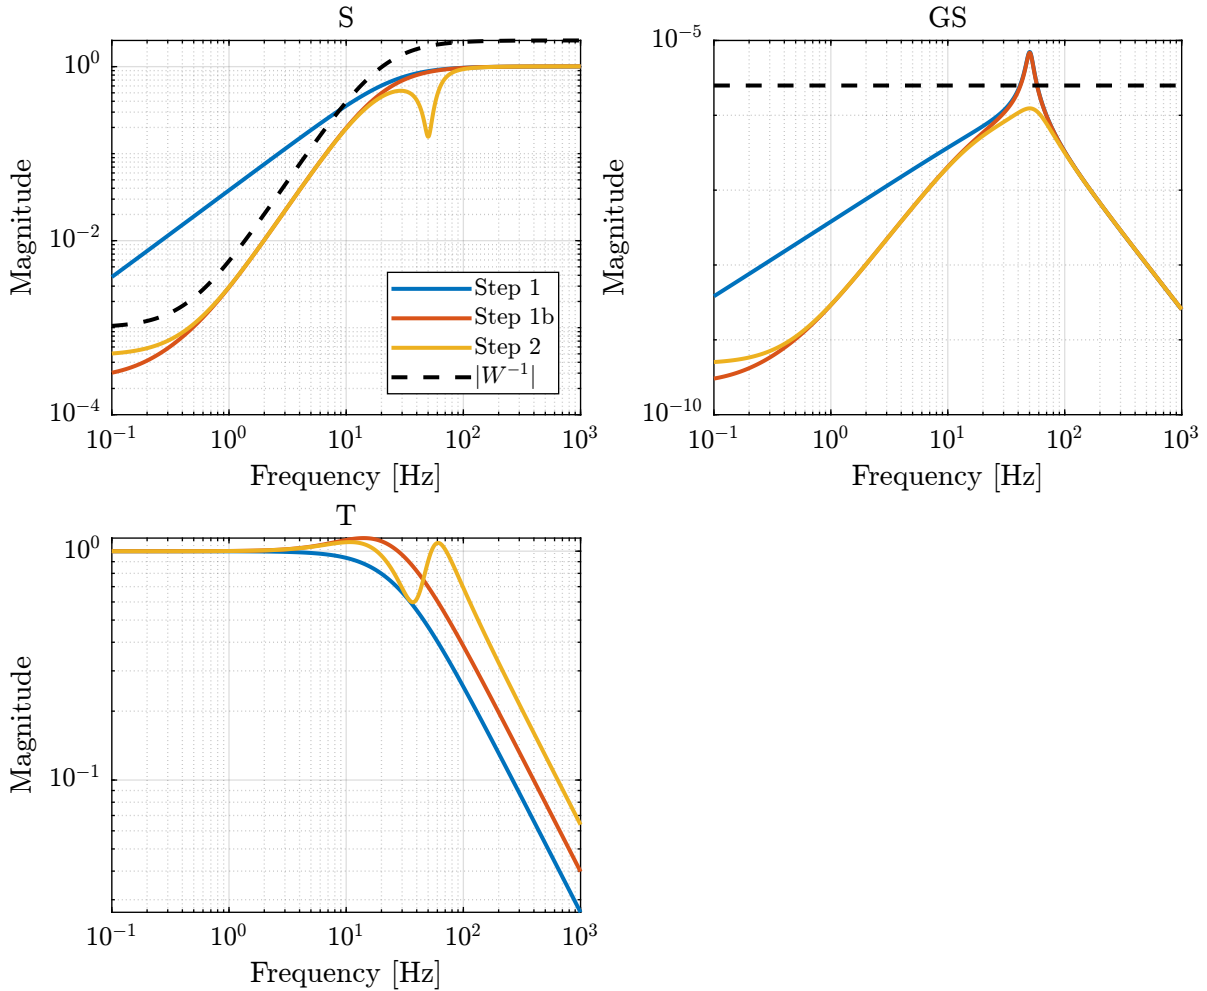 S
10^0
10^-2
10^-4
Magnitude
Step 1
Step 1b
Step 2
|W^-1|
10^-1 10^0 10^1 10^2 10^3
Frequency [Hz]
GS
10^-5
10^-10
Magnitude
10^-1 10^0 10^1 10^2 10^3
Frequency [Hz]
T
10^0
10^-1
Magnitude
10^-1 10^0 10^1 10^2 10^3
Frequency [Hz]